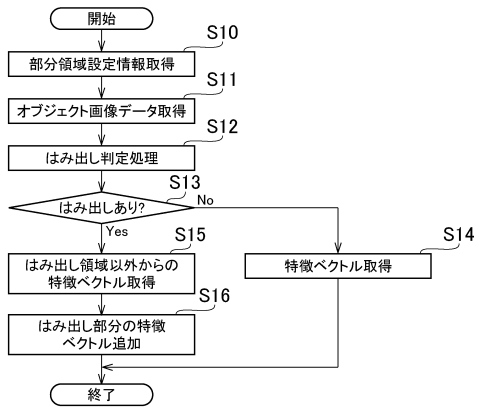 開始
S10
部分領域設定情報取得
S11
オブジェクト画像データ取得
S12
はみ出し判定処理
S13
はみ出しあり?
No
Yes
S15
はみ出し領域以外からの
特徴ベクトル取得
S14
特徴ベクトル取得
S16
はみ出し部分の特徴
ベクトル追加
終了